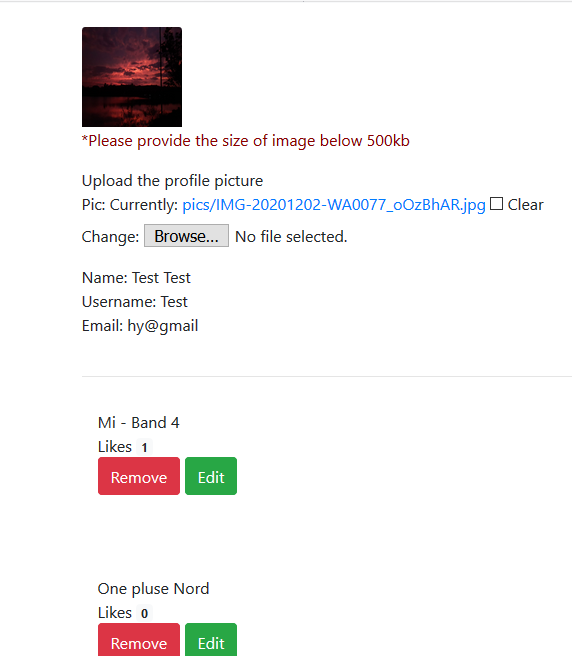 *Please provide the size of image below 500kb
Upload the profile picture
Pic: Currently: pics/IMG-20201202-WA0077_oOzBhAR.jpg Clear
Change: Browse... No file selected.
Name: Test Test
Username: Test
Email: hy@gmail
Mi - Band 4
Likes 1
Remove Edit
One pluse Nord
Likes 0
Remove Edit